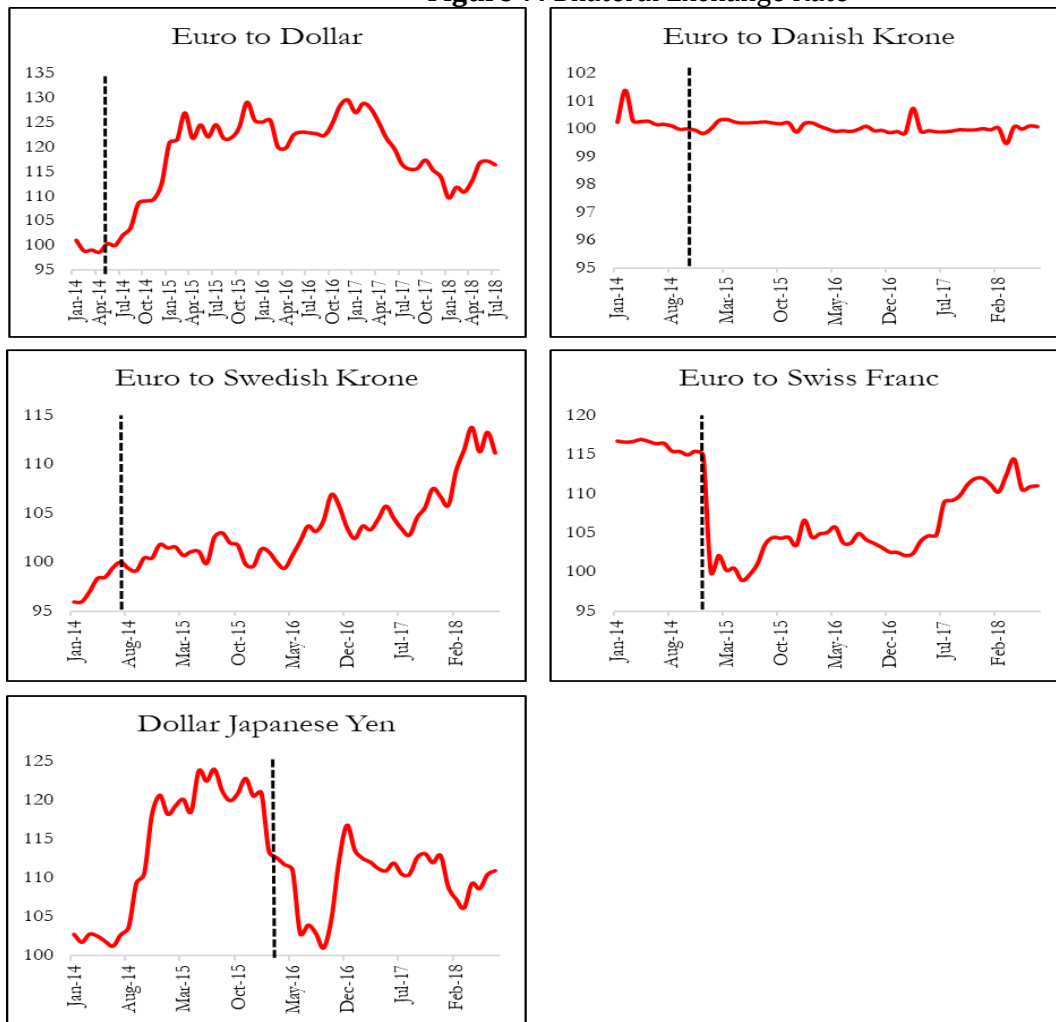 Bilateral Exchange Rate
Euro to Dollar
135
130
125
120
115
110
105
100
95
Jan-14
Apr-14
Jul-14
Oct-14
Jan-15
Apr-15
Jul-15
Oct-15
Jan-16
Apr-16
Jul-16
Oct-16
Jan-17
Apr-17
Jul-17
Oct-17
Jan-18
Apr-18
Jul-18
Euro to Danish Krone
102
101
100
99
98
97
96
95
Jan-14
Aug-14
Mar-15
Oct-15
May-16
Dec-16
Jul-17
Feb-18
Euro to Swedish Krone
115
110
105
100
95
Jan-14
Aug-14
Mar-15
Oct-15
May-16
Dec-16
Jul-17
Feb-18
Euro to Swiss Franc
120
115
110
105
100
95
Jan-14
Aug-14
Mar-15
Oct-15
May-16
Dec-16
Jul-17
Feb-18
Dollar Japanese Yen
125
120
115
110
105
100
Jan-14
Aug-14
Mar-15
Oct-15
May-16
Dec-16
Jul-17
Feb-18